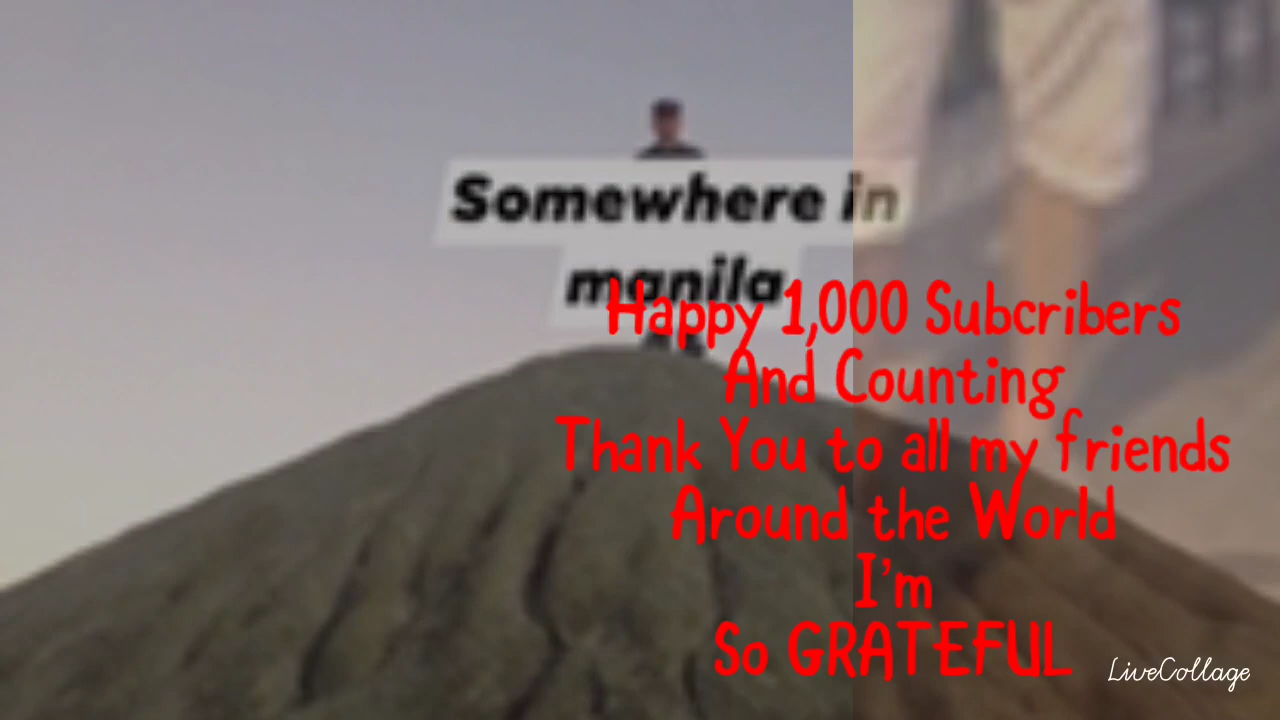 Somewhere in
manila
Happy 1,000 Subcribers
And Counting
Thank You to all my friends
Around the World
I'm
So GRATEFUL
LiveCollage